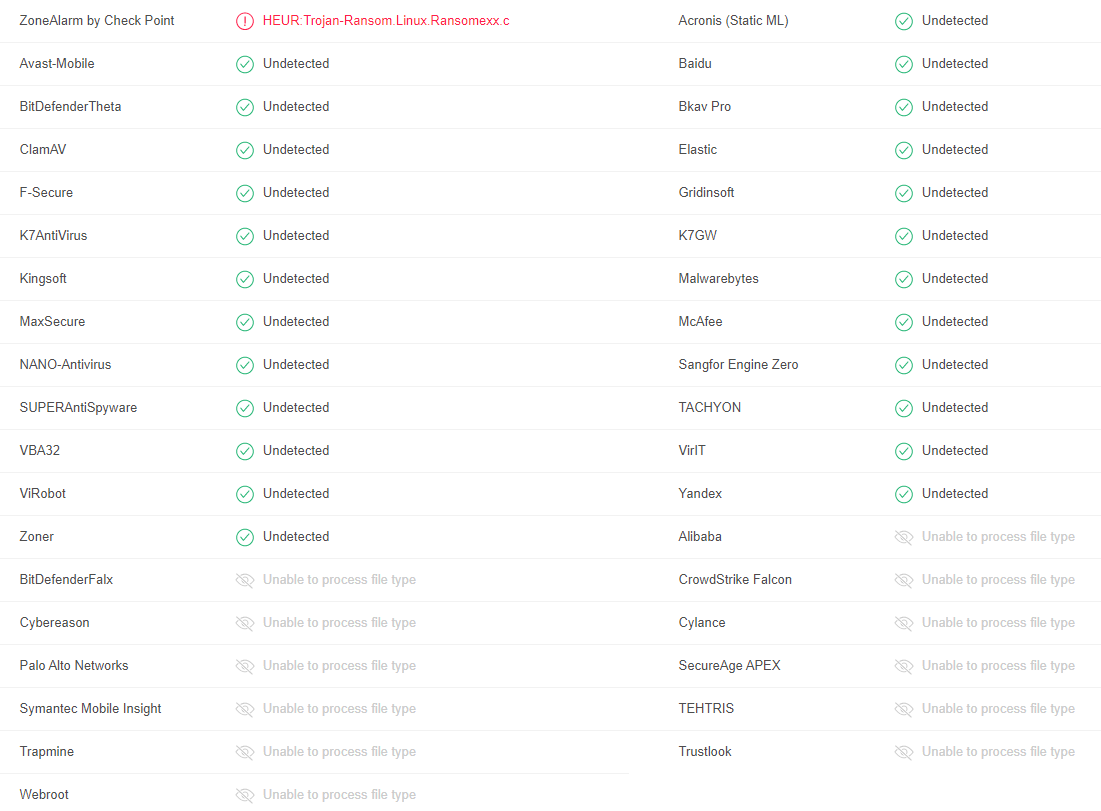 ZoneAlarm by Check Point HEUR:Trojan-Ransom.Linux.Ransomexx.c Acronis (Static ML) Undetected
Avast-Mobile Undetected Baidu Undetected
BitDefenderTheta Undetected Bkav Pro Undetected
ClamAV Undetected Elastic Undetected
F-Secure Undetected Gridinsoft Undetected
K7AntiVirus Undetected K7GW Undetected
Kingsoft Undetected Malwarebytes Undetected
MaxSecure Undetected McAfee Undetected
NANO-Antivirus Undetected Sangfor Engine Zero Undetected
SUPERAntiSpyware Undetected TACHYON Undetected
VBA32 Undetected VirIT Undetected
ViRobot Undetected Yandex Undetected
Zoner Undetected Alibaba Unable to process file type
BitDefenderFalx Unable to process file type CrowdStrike Falcon Unable to process file type
Cybereason Unable to process file type Cylance Unable to process file type
Palo Alto Networks Unable to process file type SecureAge APEX Unable to process file type
Symantec Mobile Insight Unable to process file type TEHTRIS Unable to process file type
Trapmine Unable to process file type Trustlook Unable to process file type
Webroot Unable to process file type